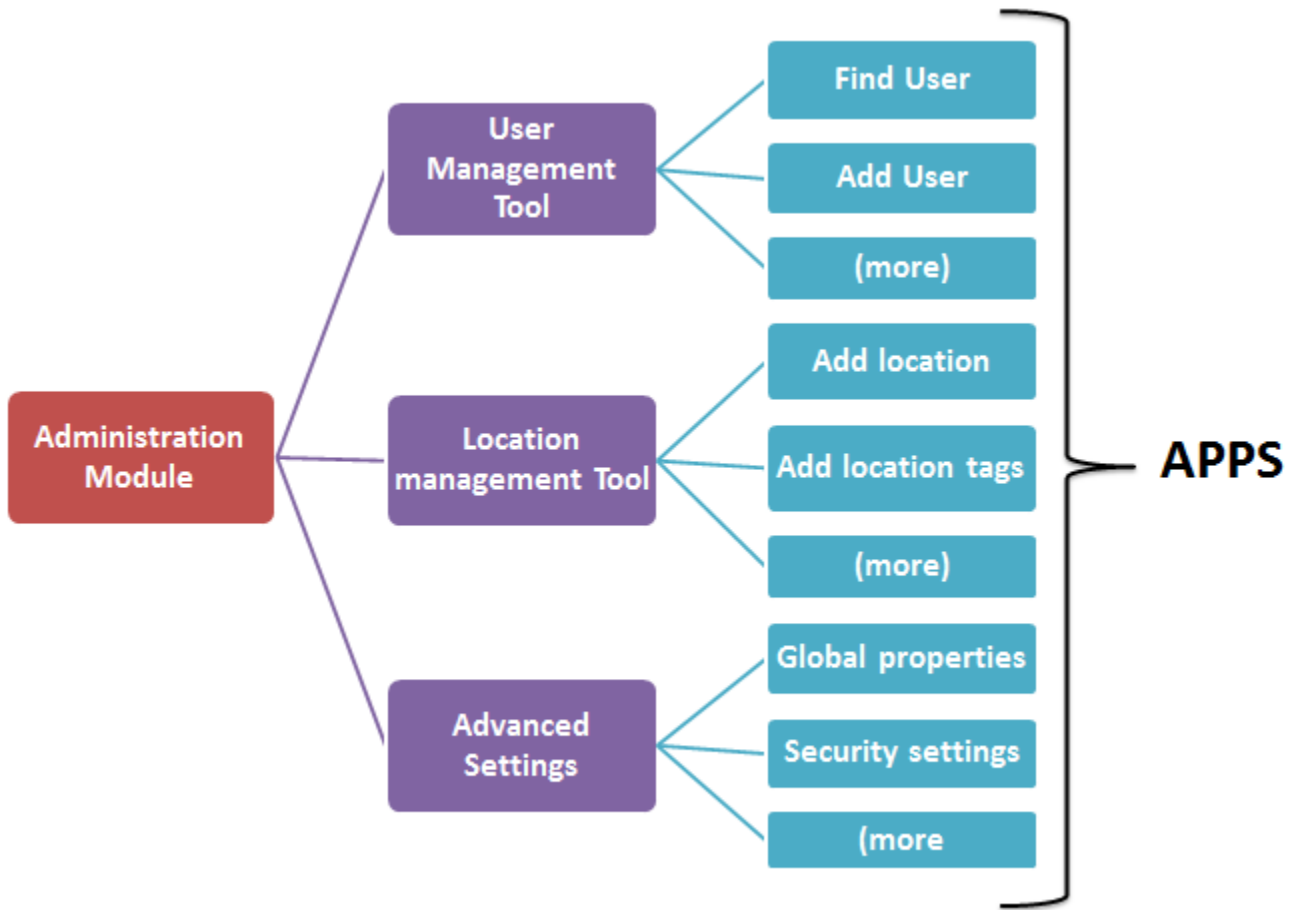 Find User
User
Management
Tool
Add User
(more)
Add location
Administration
Module
Location
management Tool
Add location tags
APPS
(more)
Global properties
Advanced
Settings
Security settings
(more